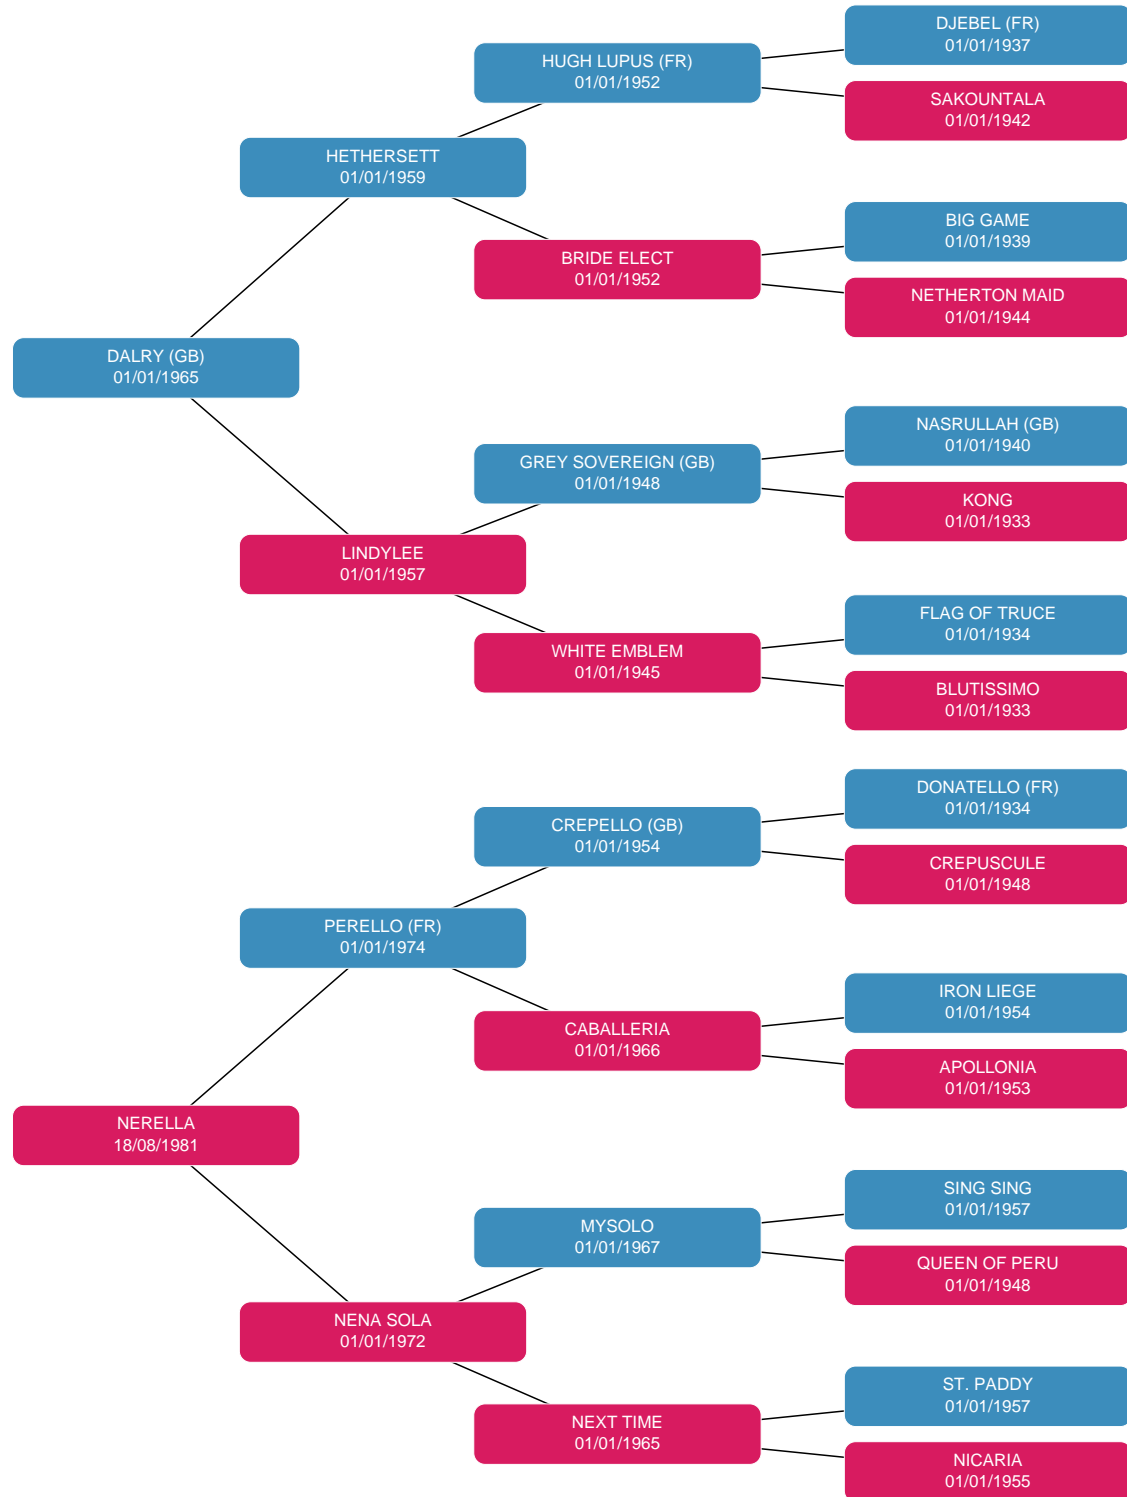 DJEBEL (FR)
01/01/1937
HUGH LUPUS (FR)
01/01/1952
SAKOUNTALA
01/01/1942
HETHERSETT
01/01/1959
BIG GAME
01/01/1939
BRIDE ELECT
01/01/1952
NETHERTON MAID
01/01/1944
DALRY (GB)
01/01/1965
NASRULLAH (GB)
01/01/1940
GREY SOVEREIGN (GB)
01/01/1948
KONG
01/01/1933
LINDYLEE
01/01/1957
FLAG OF TRUCE
01/01/1934
WHITE EMBLEM
01/01/1945
BLUTISSIMO
01/01/1933
DONATELLO (FR)
01/01/1934
CREPELLO (GB)
01/01/1954
CREPUSCULE
01/01/1948
PERELLO (FR)
01/01/1974
IRON LIEGE
01/01/1954
CABALLERIA
01/01/1966
APOLLONIA
01/01/1953
NERELLA
18/08/1981
SING SING
01/01/1957
MYSOLO
01/01/1967
QUEEN OF PERU
01/01/1948
NENA SOLA
01/01/1972
ST. PADDY
01/01/1957
NEXT TIME
01/01/1965
NICARIA
01/01/1955